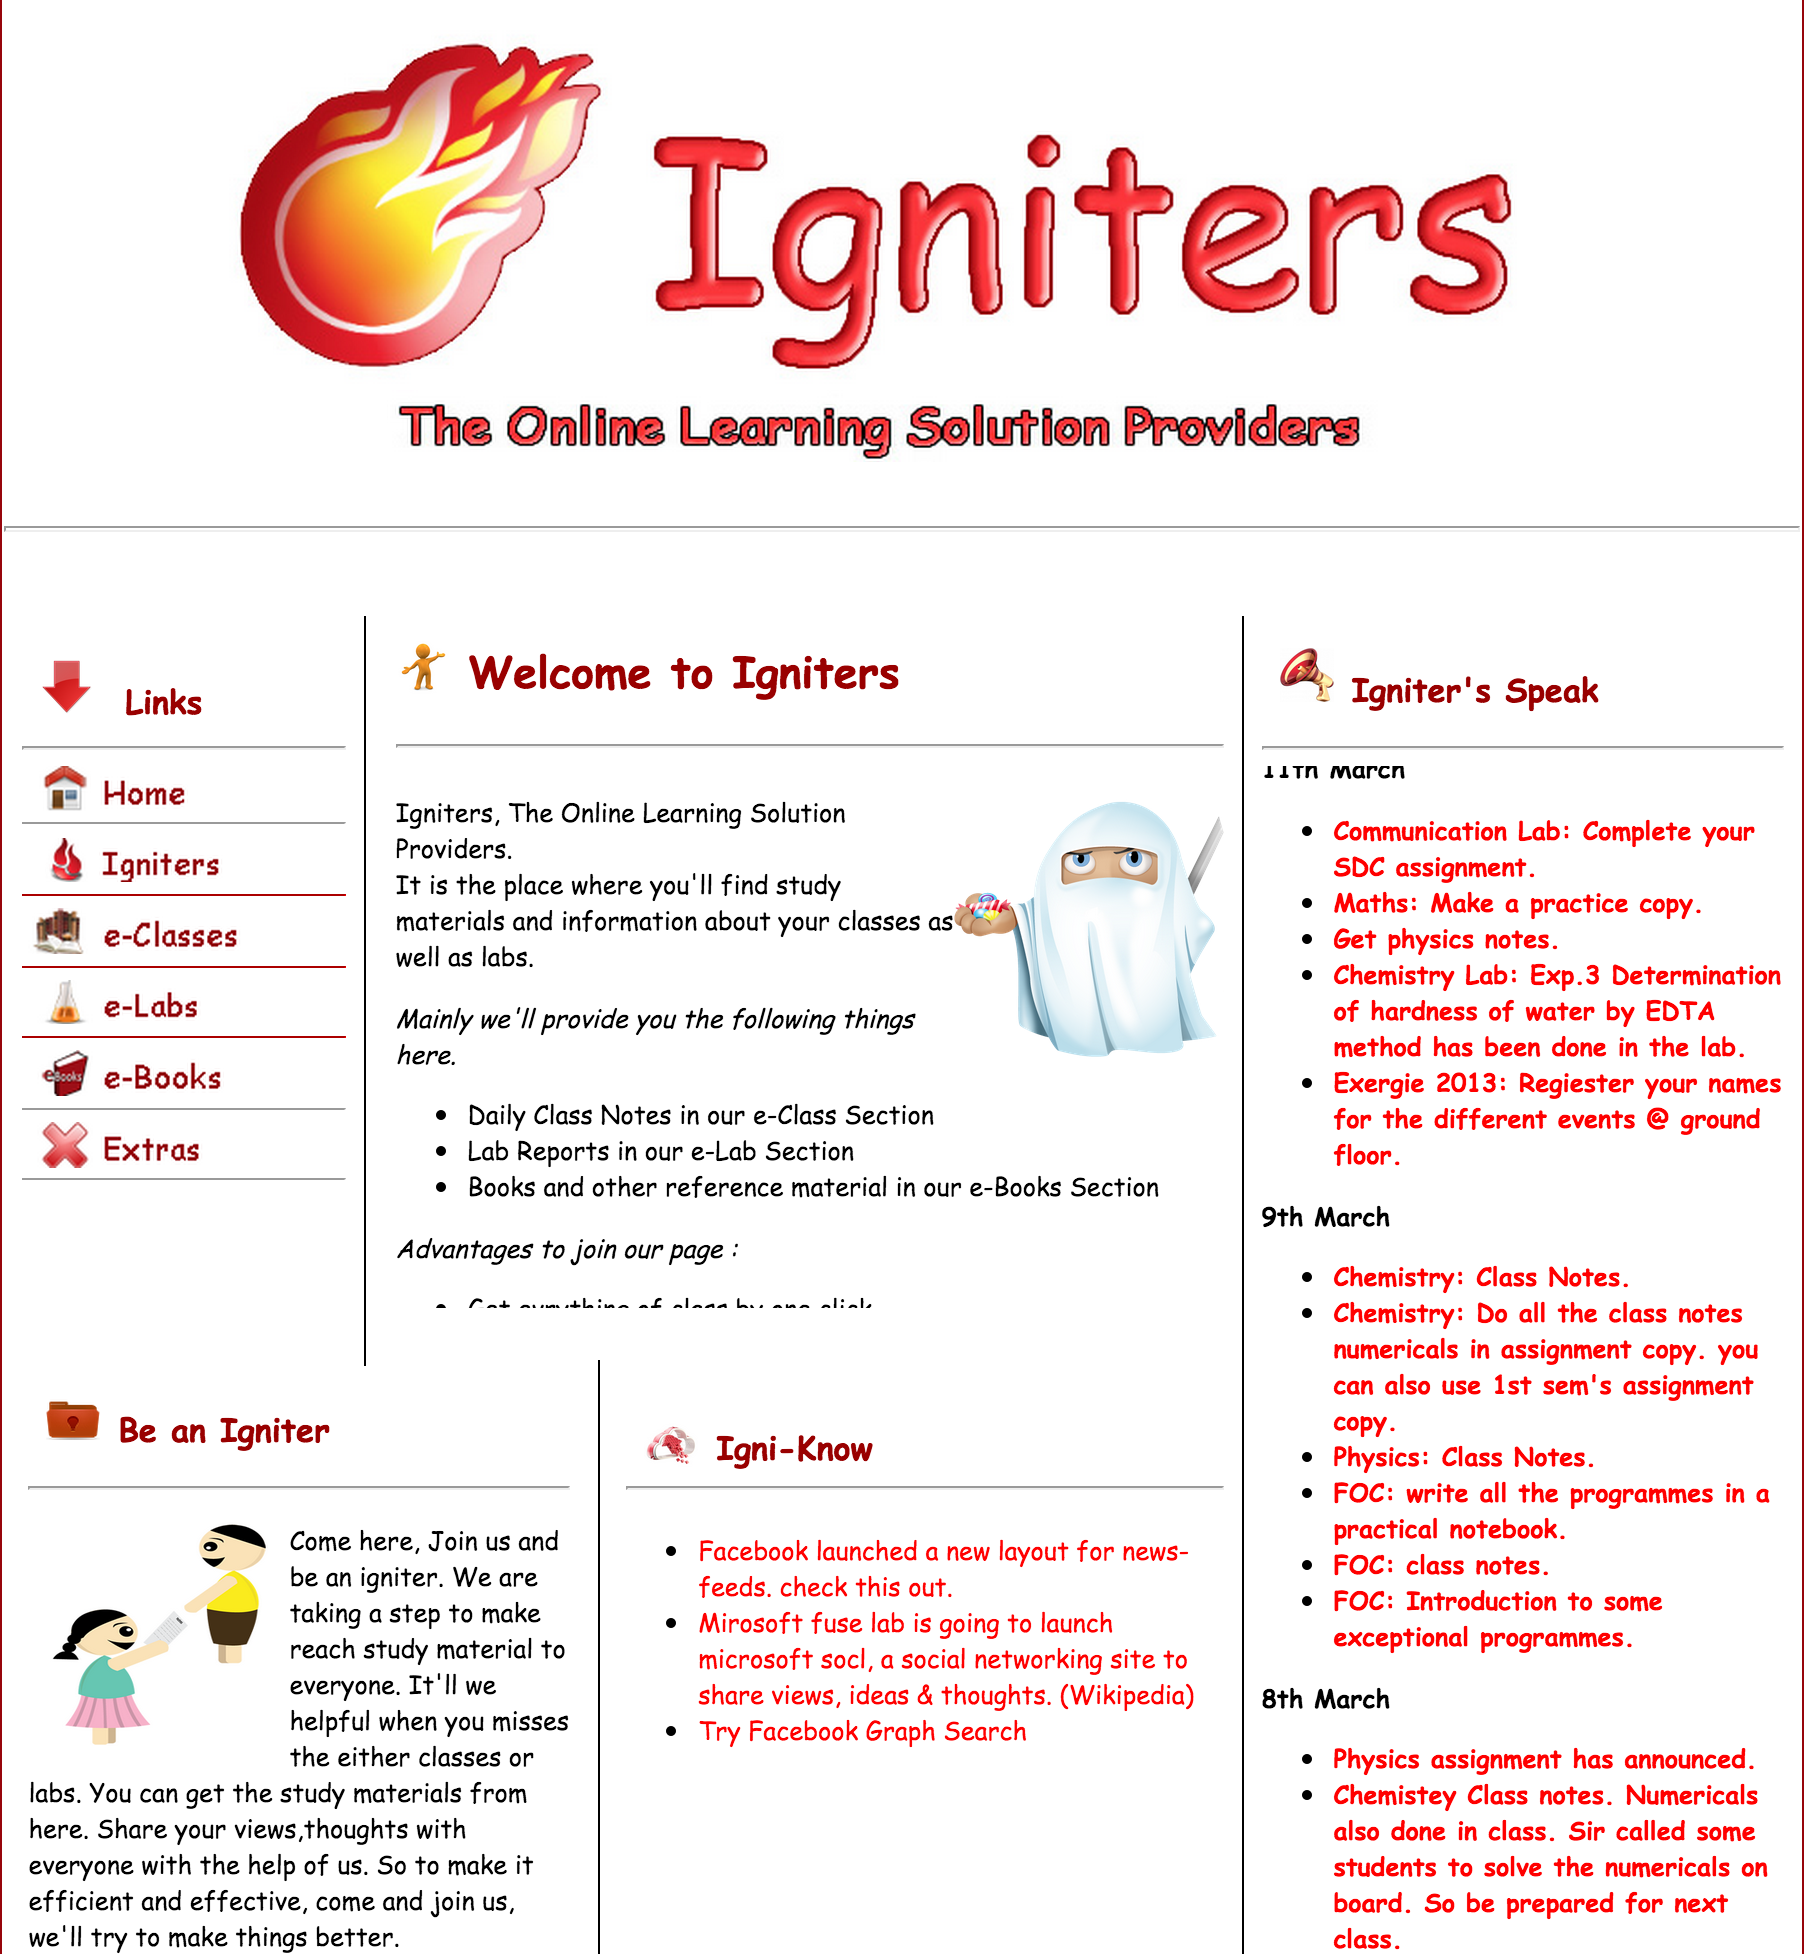 Igniters
The Online Learning Solution Providers
Links
Home
Igniters
e-Classes
e-Labs
eBooks
e-Books
Extras
Welcome to Igniters
Igniters, The Online Learning Solution
Providers.
It is the place where you'll find study
materials and information about your classes as
well as labs.
Mainly we'll provide you the following things
here.
Daily Class Notes in our e-Class Section
Lab Reports in our e-Lab Section
Books and other reference material in our e-Books Section
Advantages to join our page :
Get evrything of class by one click
Igniter's Speak
11th March
Communication Lab: Complete your
SDC assignment.
Maths: Make a practice copy.
Get physics notes.
Chemistry Lab: Exp.3 Determination
of hardness of water by EDTA
method has been done in the lab.
Exergie 2013: Regiester your names
for the different events @ ground
floor.
9th March
Chemistry: Class Notes.
Chemistry: Do all the class notes
numericals in assignment copy. you
can also use 1st sem's assignment
copy.
Physics: Class Notes.
FOC: write all the programmes in a
practical notebook.
FOC: class notes.
FOC: Introduction to some
exceptional programmes.
8th March
Physics assignment has announced.
Chemistey Class notes. Numericals
also done in class. Sir called some
students to solve the numericals on
board. So be prepared for next
class.
Be an Igniter
Come here, Join us and
be an igniter. We are
taking a step to make
reach study material to
everyone. It'll we
helpful when you misses
the either classes or
labs. You can get the study materials from
here. Share your views,thoughts with
everyone with the help of us. So to make it
efficient and effective, come and join us,
we'll try to make things better.
Igni-Know
Facebook launched a new layout for news-
feeds. check this out.
Mirosoft fuse lab is going to launch
microsoft socl, a social networking site to
share views, ideas & thoughts. (Wikipedia)
Try Facebook Graph Search